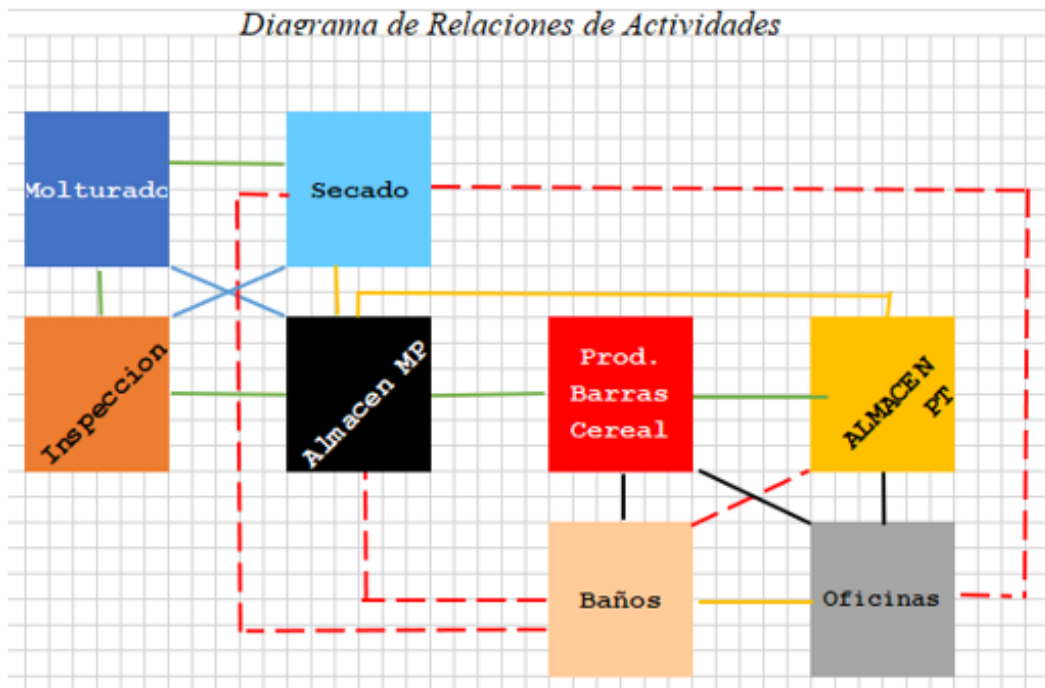 Diagrama de Relaciones de Actividades
Molturado
Secado
Inspeccion
Almacen MP
Prod.
Barras
Cereal
ALMACEN
PT
Baños
Oficinas